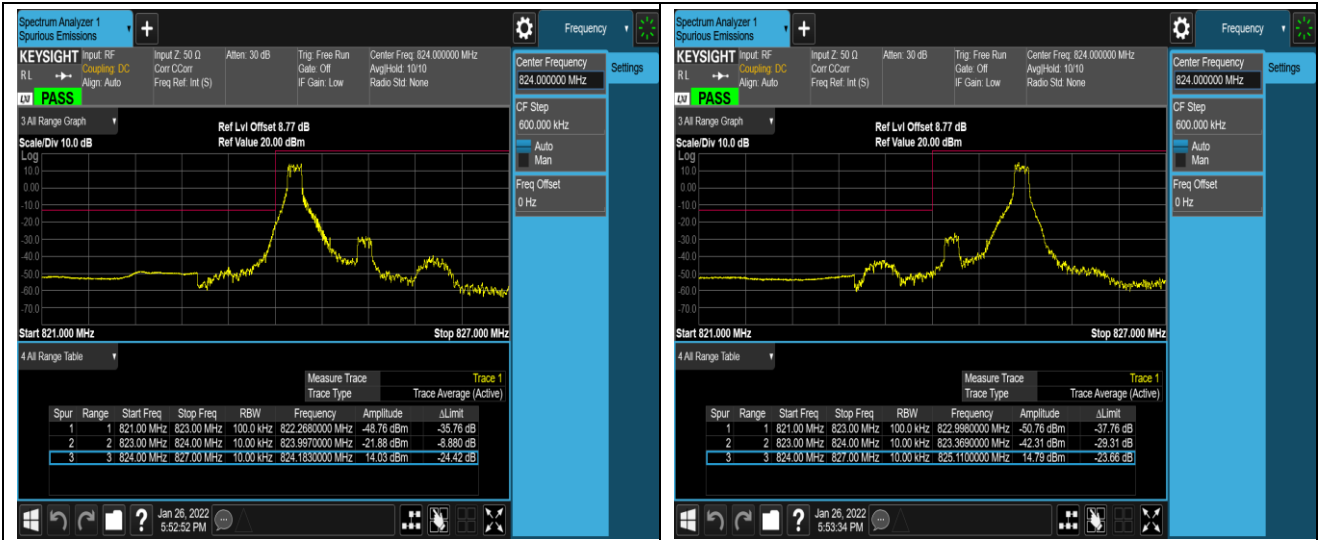 Spectrum Analyzer 1
Spurious Emissions
+
Frequency
KEYSIGHT Input: RF Input Z: 50 Ω Atten: 30 dB Trig: Free Run Center Freq: 824.000000 MHz
R L Coupling: DC Corr CCorr Gate: Off Avg|Hold: 10/10
Align: Auto Freq Ref: Int (S) IF Gain: Low Radio Std: None
LXI PASS
Center Frequency
824.000000 MHz
Settings
CF Step
600.000 kHz
Auto
Man
Freq Offset
0 Hz
3 All Range Graph
Ref Lvl Offset 8.77 dB
Scale/Div 10.0 dB Ref Value 20.00 dBm
Log
10.0
0.00
-10.0
-20.0
-30.0
-40.0
-50.0
-60.0
-70.0
Start 821.000 MHz Stop 827.000 MHz
4 All Range Table
Measure Trace Trace 1
Trace Type Trace Average (Active)
Spur Range Start Freq Stop Freq RBW Frequency Amplitude ΔLimit
1 1 821.00 MHz 823.00 MHz 100.0 kHz 822.2680000 MHz -48.76 dBm -35.76 dB
2 2 823.00 MHz 824.00 MHz 10.00 kHz 823.9970000 MHz -21.88 dBm -8.880 dB
3 3 824.00 MHz 827.00 MHz 10.00 kHz 824.1830000 MHz 14.03 dBm -24.42 dB
?
Jan 26, 2022
5:52:52 PM
Spectrum Analyzer 1
Spurious Emissions
+
Frequency
KEYSIGHT Input: RF Input Z: 50 Ω Atten: 30 dB Trig: Free Run Center Freq: 824.000000 MHz
R L Coupling: DC Corr CCorr Gate: Off Avg|Hold: 10/10
Align: Auto Freq Ref: Int (S) IF Gain: Low Radio Std: None
LXI PASS
Center Frequency
824.000000 MHz
Settings
CF Step
600.000 kHz
Auto
Man
Freq Offset
0 Hz
3 All Range Graph
Ref Lvl Offset 8.77 dB
Scale/Div 10.0 dB Ref Value 20.00 dBm
Log
10.0
0.00
-10.0
-20.0
-30.0
-40.0
-50.0
-60.0
-70.0
Start 821.000 MHz Stop 827.000 MHz
4 All Range Table
Measure Trace Trace 1
Trace Type Trace Average (Active)
Spur Range Start Freq Stop Freq RBW Frequency Amplitude ΔLimit
1 1 821.00 MHz 823.00 MHz 100.0 kHz 822.9980000 MHz -50.76 dBm -37.76 dB
2 2 823.00 MHz 824.00 MHz 10.00 kHz 823.3690000 MHz -42.31 dBm -29.31 dB
3 3 824.00 MHz 827.00 MHz 10.00 kHz 825.1100000 MHz 14.79 dBm -23.66 dB
?
Jan 26, 2022
5:53:34 PM